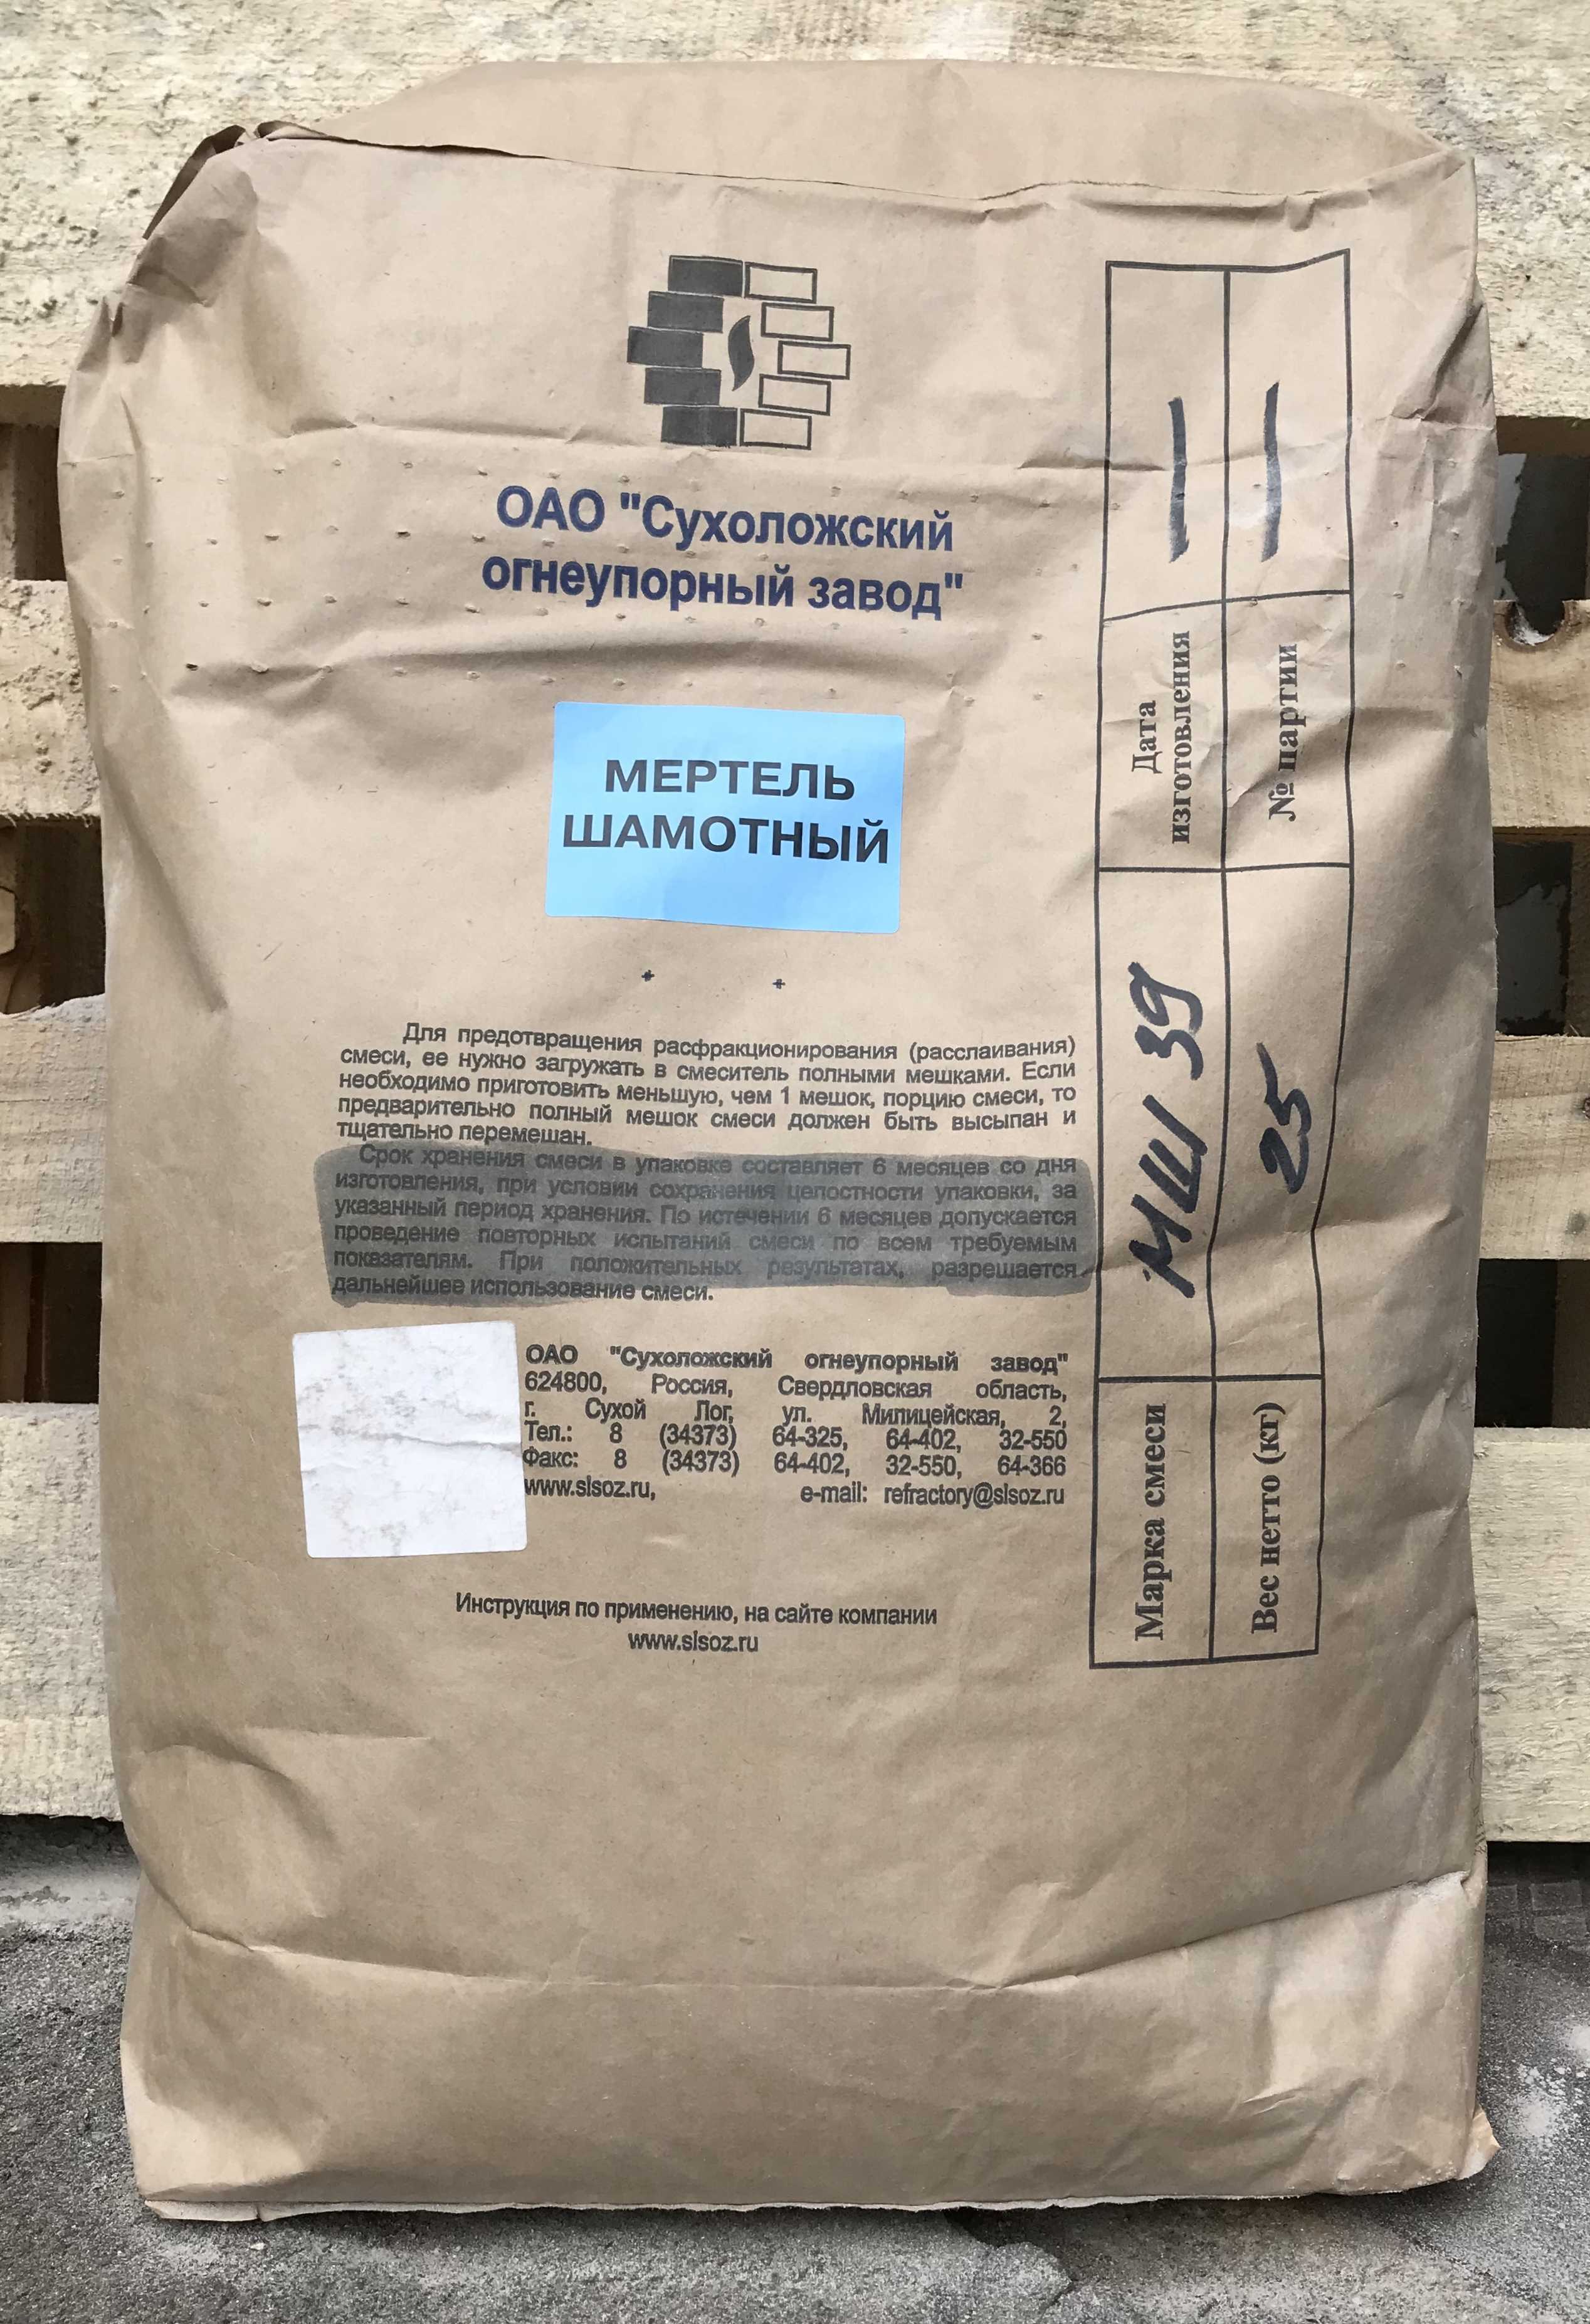 ОАО "Сухоложский
огнеупорный завод"
МЕРТЕЛЬ
ШАМОТНЫЙ
Для предотвращения расфракционирования (расслаивания)
смеси, ее нужно загружать в смеситель полными мешками. Если
необходимо приготовить меньшую, чем 1 мешок, порцию смеси, то
предварительно полный мешок смеси должен быть высыпан и
тщательно перемешан.
Срок хранения смеси в упаковке составляет 6 месяцев со дня
изготовления, при условии сохранения целостности упаковки, за
указанный период хранения. По истечении 6 месяцев допускается
проведение повторных испытаний смеси по всем требуемым
показателям. При положительных результатах, разрешается
дальнейшее использование смеси.
ОАО "Сухоложский огнеупорный завод"
624800, Россия, Свердловская область,
г. Сухой Лог, ул. Милицейская, 2,
Тел.: 8 (34373) 64-325, 64-402, 32-550
Факс: 8 (34373) 64-402, 32-550, 64-366
www.slsoz.ru, e-mail: refractory@slsoz.ru
Инструкция по применению, на сайте компании
www.slsoz.ru
Марка смеси МШ 39
Дата
изготовления —
Вес нетто (кг) 25
№ партии —